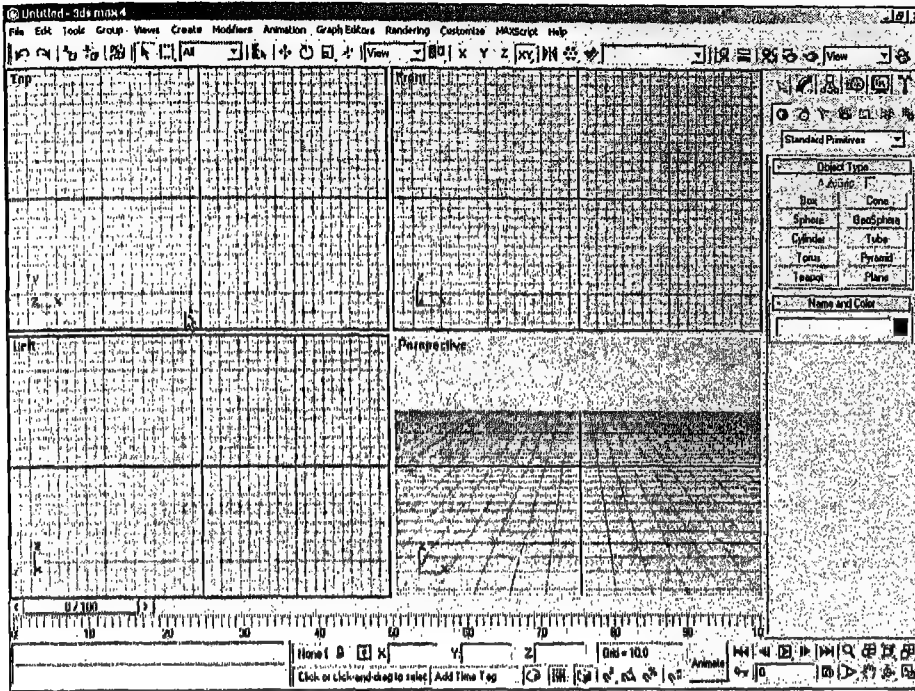 Untitled - 3ds max 4
File Edit Tools Group Views Create Modifiers Animation Graph Editors Rendering Customize MAXScript Help
All View X Y Z XY View
Top Front
Standard Primitives
Object Type
AutoGrid
Box Cone
Sphere GeoSphere
Cylinder Tube
Torus Pyramid
Teapot Plane
Name and Color
Left Perspective
0 / 100
10 20 30 40 50 60 70 80 90
None X: Y: Z: Grid = 10.0
Animate
Click or click-and-drag to select Add Time Tag
0